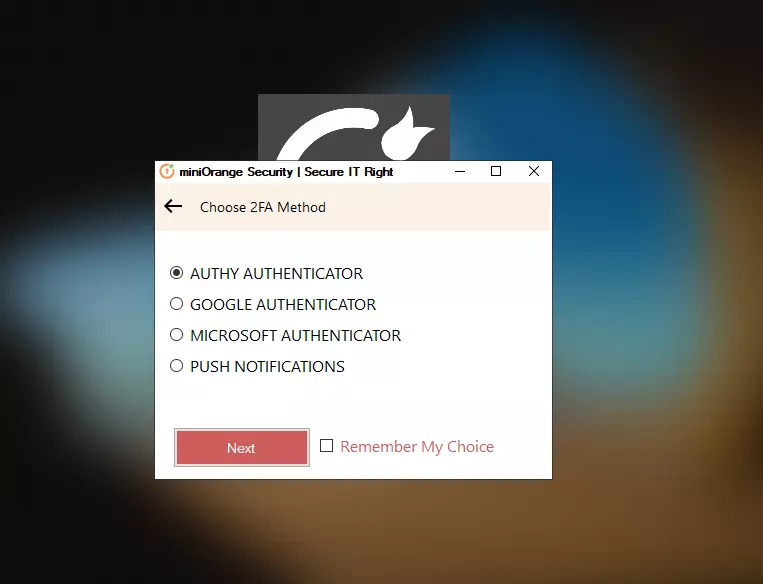 miniOrange Security | Secure IT Right
Choose 2FA Method
AUTHY AUTHENTICATOR
GOOGLE AUTHENTICATOR
MICROSOFT AUTHENTICATOR
PUSH NOTIFICATIONS
Next
Remember My Choice